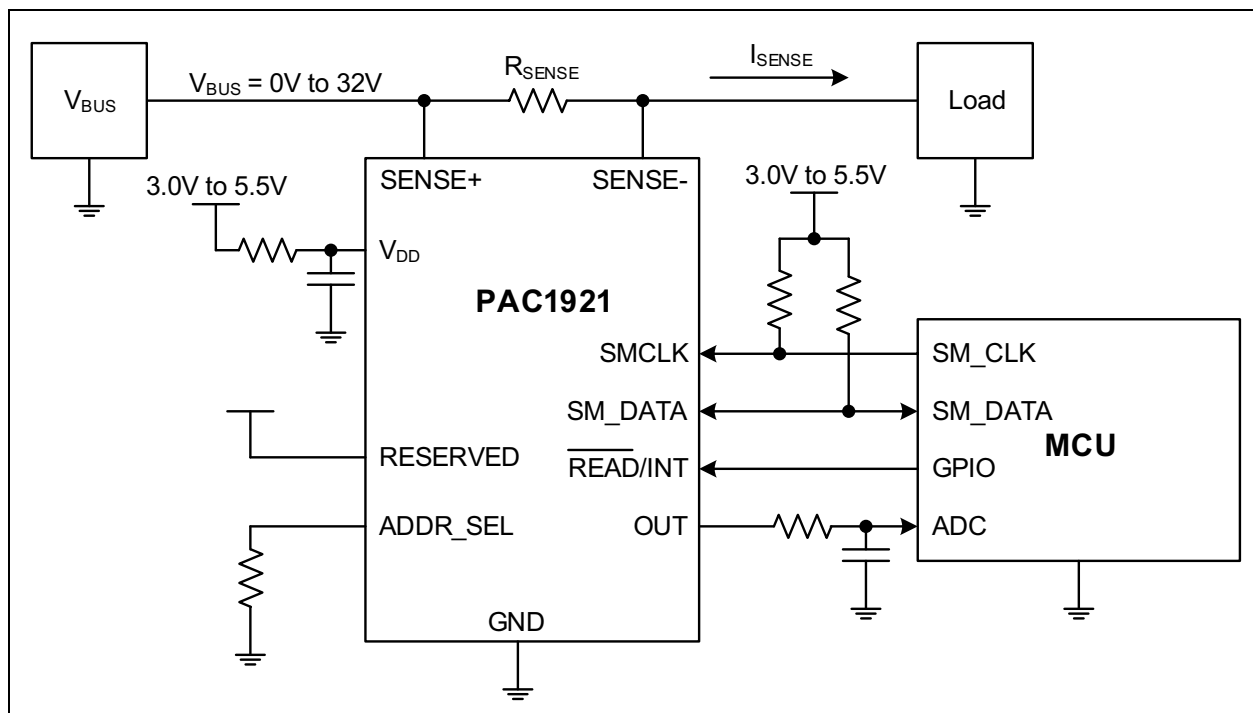 V_BUS
V_BUS = 0V to 32V
R_SENSE
I_SENSE
Load
SENSE+
SENSE-
3.0V to 5.5V
3.0V to 5.5V
V_DD
PAC1921
SMCLK
SM_CLK
SM_DATA
SM_DATA
MCU
RESERVED
READ/INT
GPIO
ADDR_SEL
OUT
ADC
GND